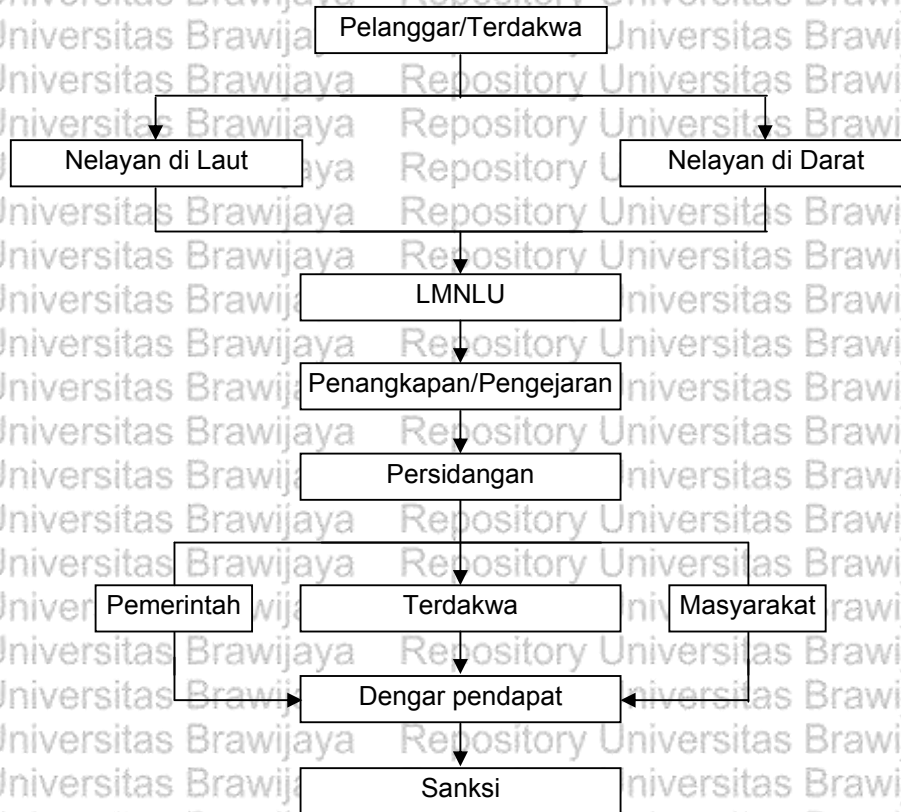 Pelanggar/Terdakwa
Nelayan di Laut
Nelayan di Darat
LMNLU
Penangkapan/Pengejaran
Persidangan
Pemerintah
Terdakwa
Masyarakat
Dengar pendapat
Sanksi